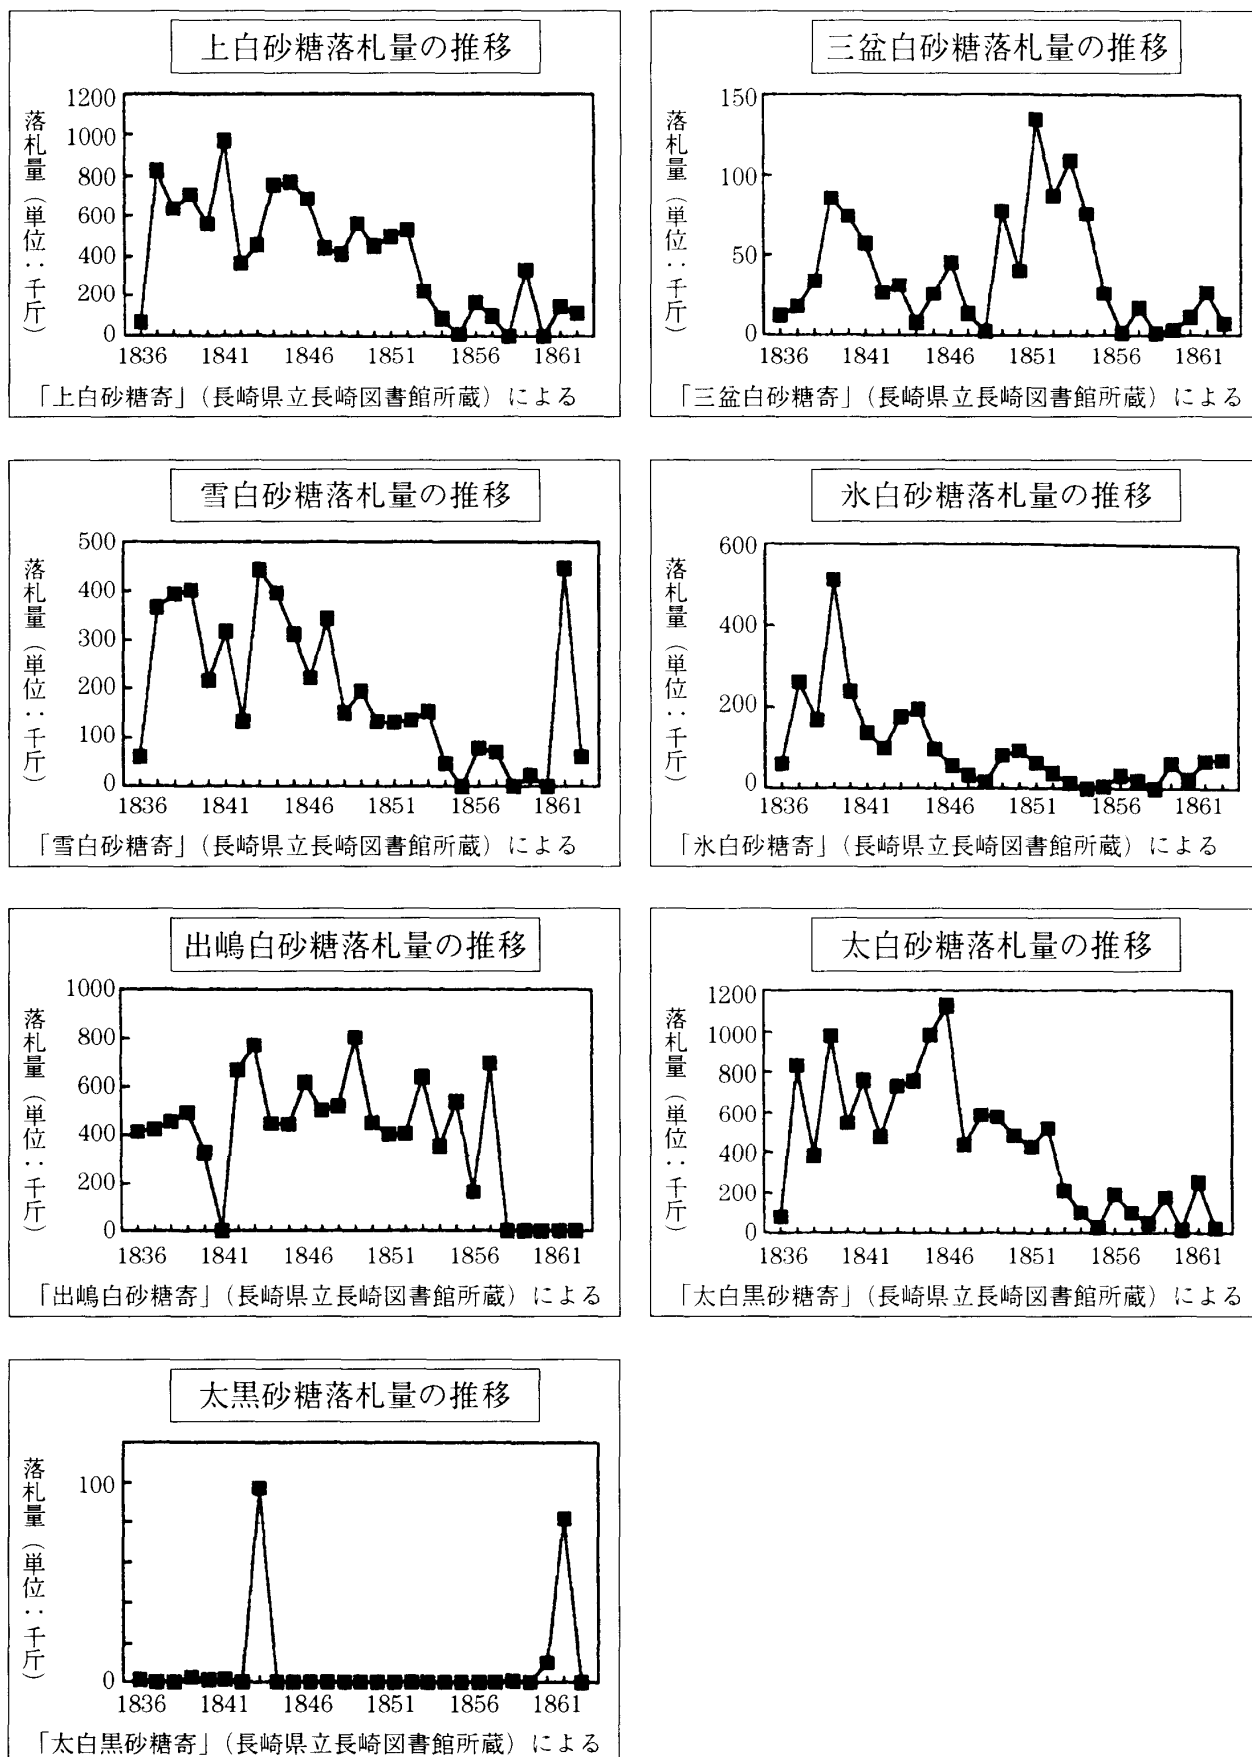 上白砂糖落札量の推移
落札量（単位：千斤）
1200
1000
800
600
400
200
0
1836 1841 1846 1851 1856 1861
「上白砂糖寄」（長崎県立長崎図書館所蔵）による
三盆白砂糖落札量の推移
落札量（単位：千斤）
150
100
50
0
1836 1841 1846 1851 1856 1861
「三盆白砂糖寄」（長崎県立長崎図書館所蔵）による
雪白砂糖落札量の推移
落札量（単位：千斤）
500
400
300
200
100
0
1836 1841 1846 1851 1856 1861
「雪白砂糖寄」（長崎県立長崎図書館所蔵）による
氷白砂糖落札量の推移
落札量（単位：千斤）
600
400
200
0
1836 1841 1846 1851 1856 1861
「氷白砂糖寄」（長崎県立長崎図書館所蔵）による
出嶋白砂糖落札量の推移
落札量（単位：千斤）
1000
800
600
400
200
0
1836 1841 1846 1851 1856 1861
「出嶋白砂糖寄」（長崎県立長崎図書館所蔵）による
太白砂糖落札量の推移
落札量（単位：千斤）
1200
1000
800
600
400
200
0
1836 1841 1846 1851 1856 1861
「太白黒砂糖寄」（長崎県立長崎図書館所蔵）による
太黒砂糖落札量の推移
落札量（単位：千斤）
100
0
1836 1841 1846 1851 1856 1861
「太白黒砂糖寄」（長崎県立長崎図書館所蔵）による